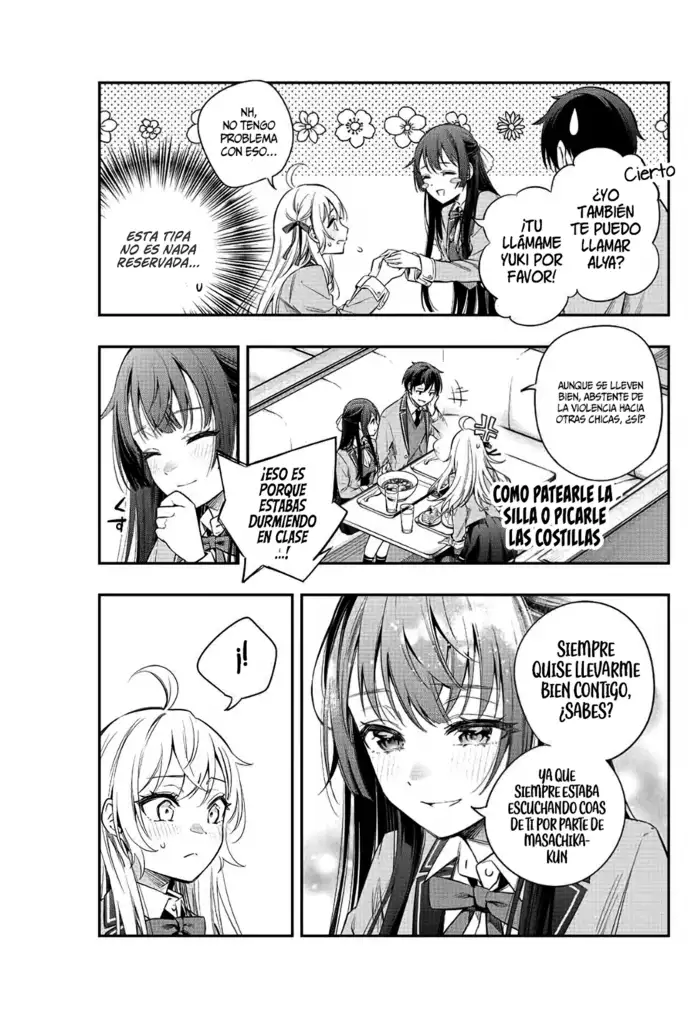 Cierto
¿YO
TAMBIÉN
TE PUEDO
LLAMAR
ALYA?
¡TU
LLÁMAME
YUKI POR
FAVOR!
NH,
NO TENGO
PROBLEMA
CON ESO...
ESTA TIPA
NO ES NADA
RESERVADA...
AUNQUE SE LLEVEN
BIEN, ABSTENTE DE
LA VIOLENCIA HACIA
OTRAS CHICAS, ¿SÍ?
COMO PATEARLE LA
SILLA O PICARLE
LAS COSTILLAS
¡ESO ES
PORQUE
ESTABAS
DURMIENDO
EN CLASE
...!
くす
SIEMPRE
QUISE LLEVARME
BIEN CONTIGO,
¿SABES?
YA QUE
SIEMPRE ESTABA
ESCUCHANDO COAS
DE TI POR PARTE DE
MASACHIKA-
KUN
¡!